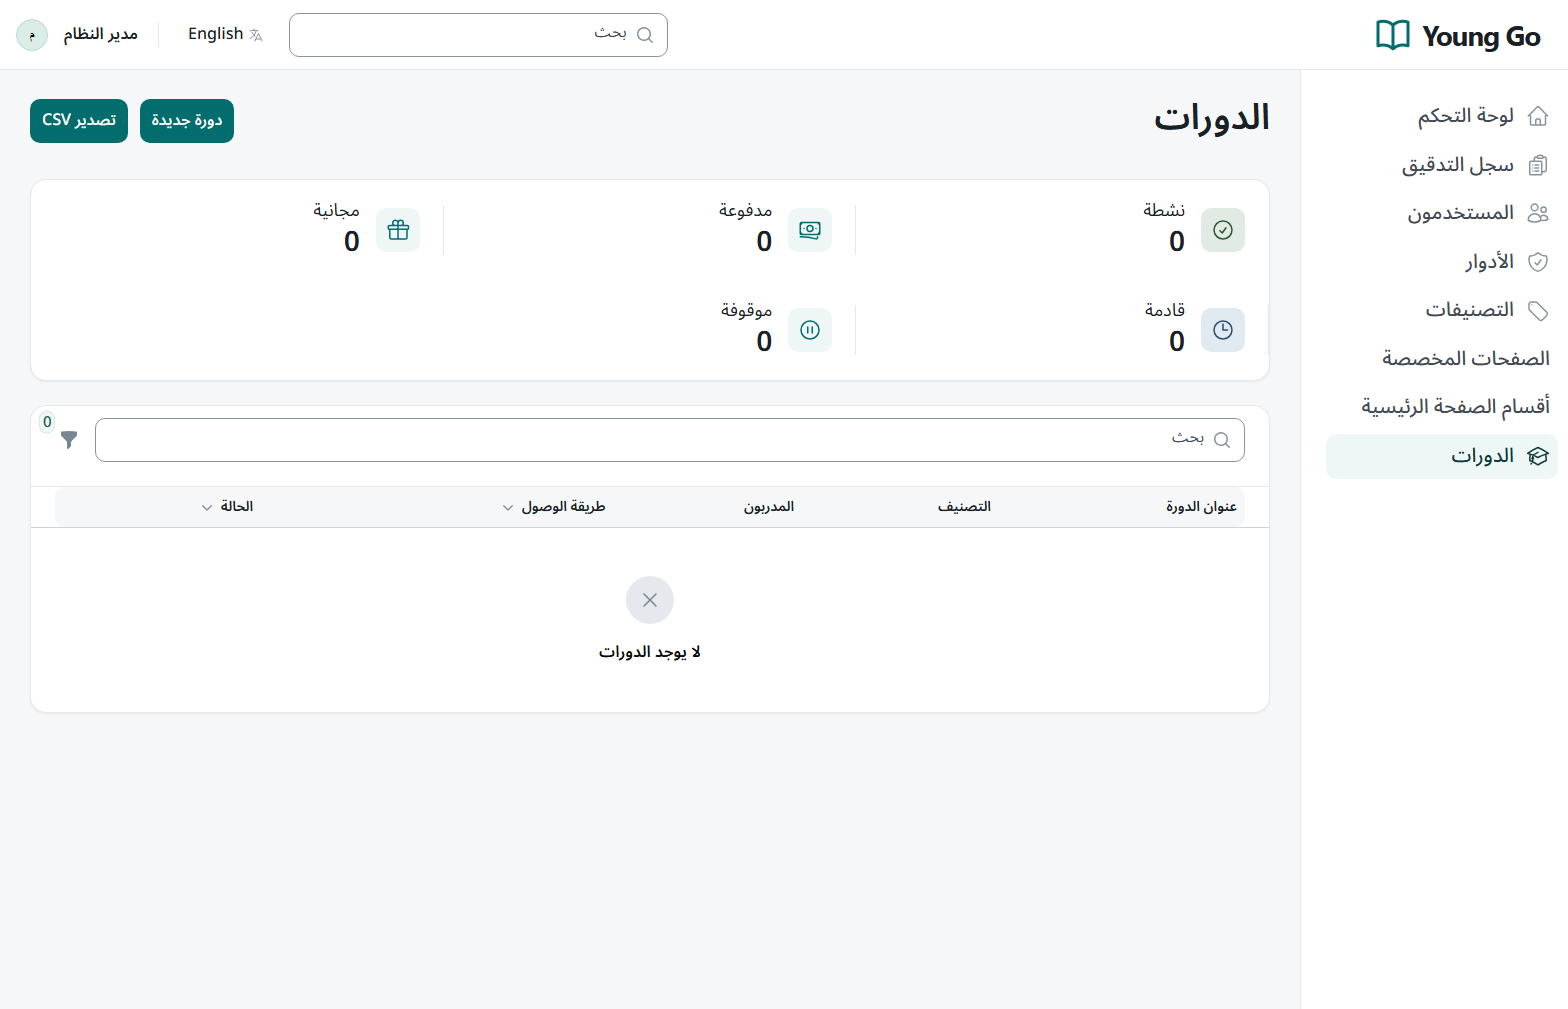 Young Go
بحث
English
مدير النظام
م
لوحة التحكم
سجل التدقيق
المستخدمون
الأدوار
التصنيفات
الصفحات المخصصة
أقسام الصفحة الرئيسية
الدورات
الدورات
دورة جديدة
تصدير CSV
نشطة
0
مدفوعة
0
مجانية
0
قادمة
0
موقوفة
0
بحث
0
عنوان الدورة
التصنيف
المدربون
طريقة الوصول
الحالة
لا يوجد الدورات